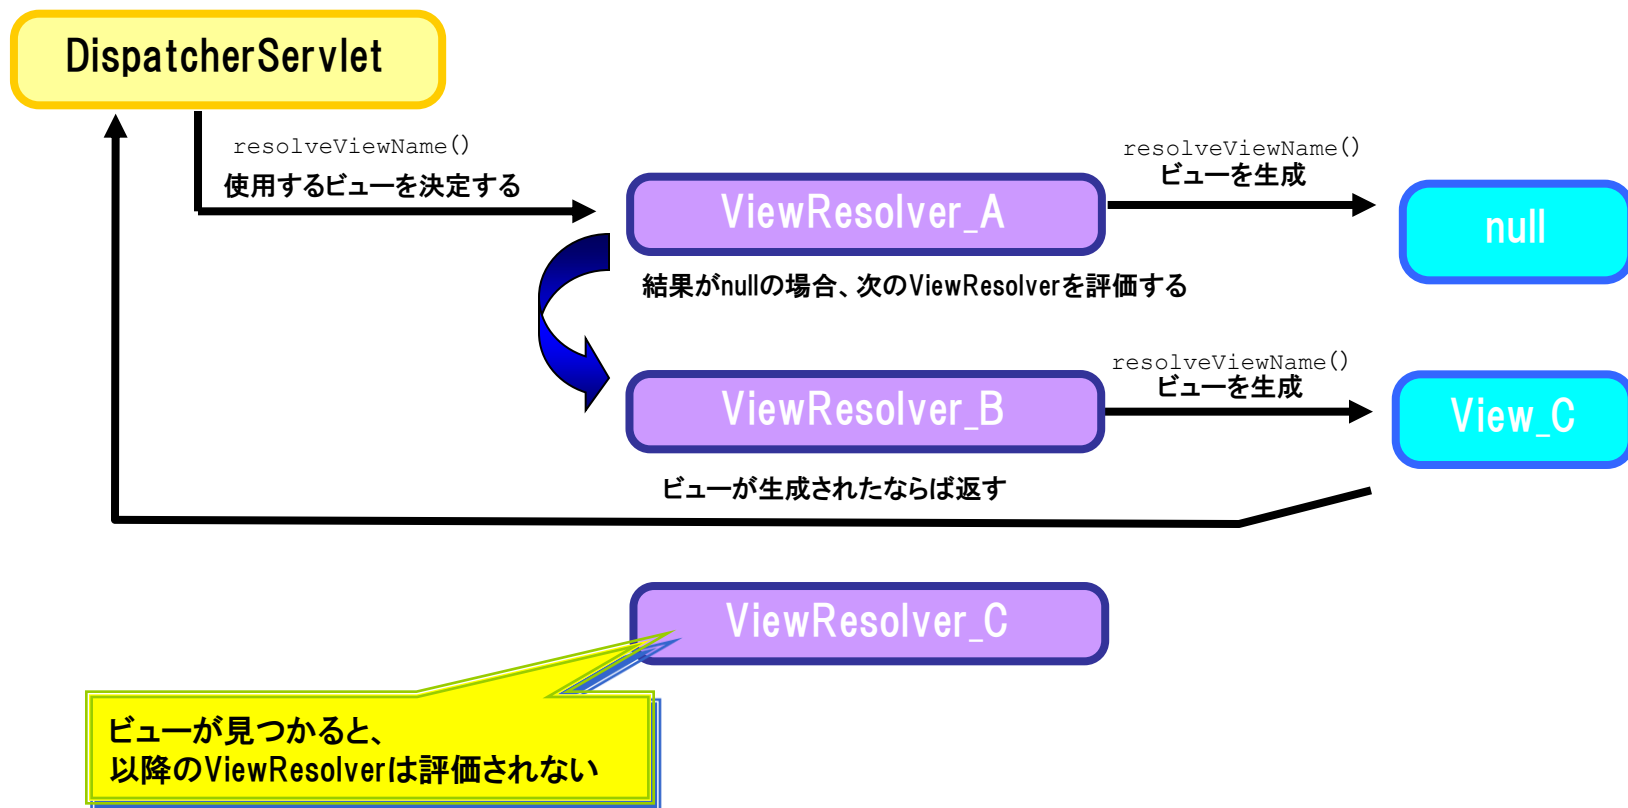 DispatcherServlet
resolveViewName()
使用するビューを決定する
ViewResolver_A
resolveViewName()
ビューを生成
null
結果がnullの場合、次のViewResolverを評価する
ViewResolver_B
resolveViewName()
ビューを生成
View_C
ビューが生成されたならば返す
ViewResolver_C
ビューが見つかると、
以降のViewResolverは評価されない